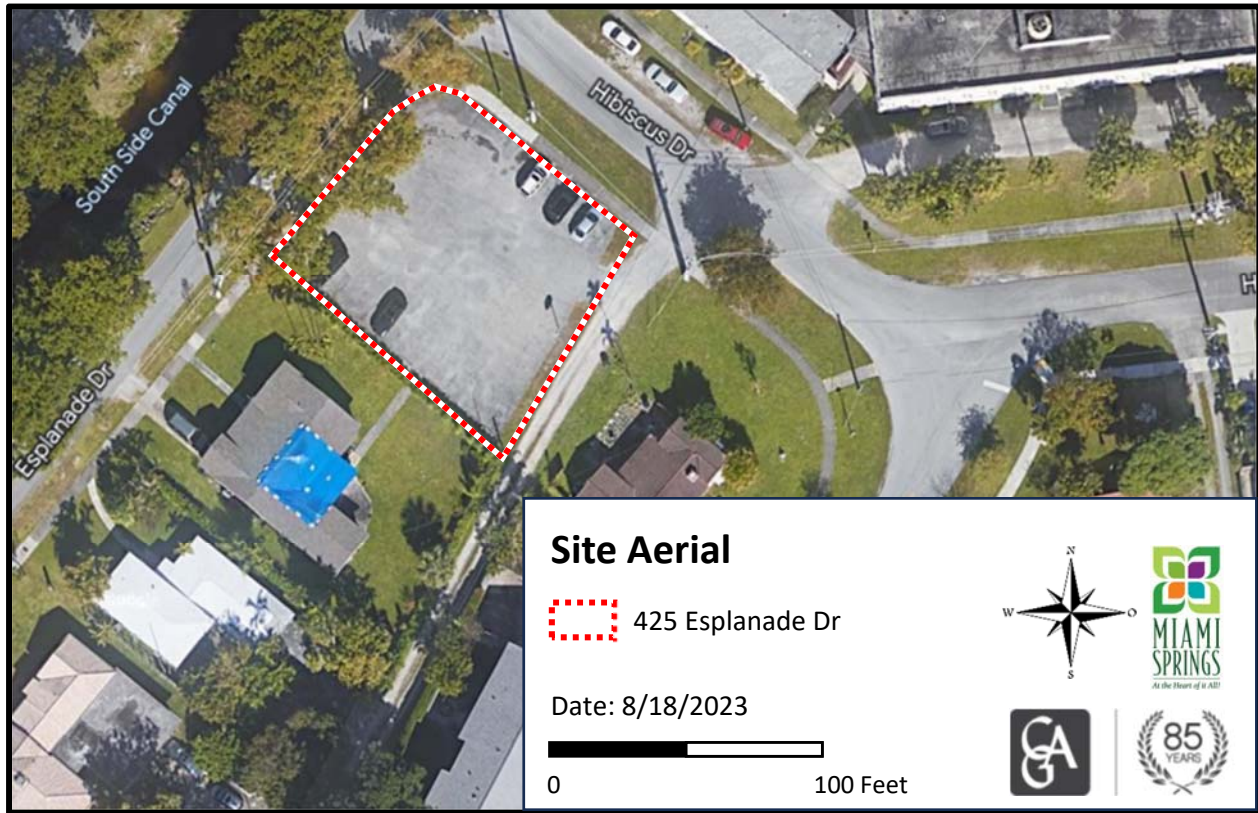 South Side Canal
Hibiscus Dr
H
Esplanade Dr
Site Aerial
425 Esplanade Dr
Date: 8/18/2023
0 100 Feet
N
W O
S
MIAMI
SPRINGS
At the Heart of it All!
CGA
85
YEARS